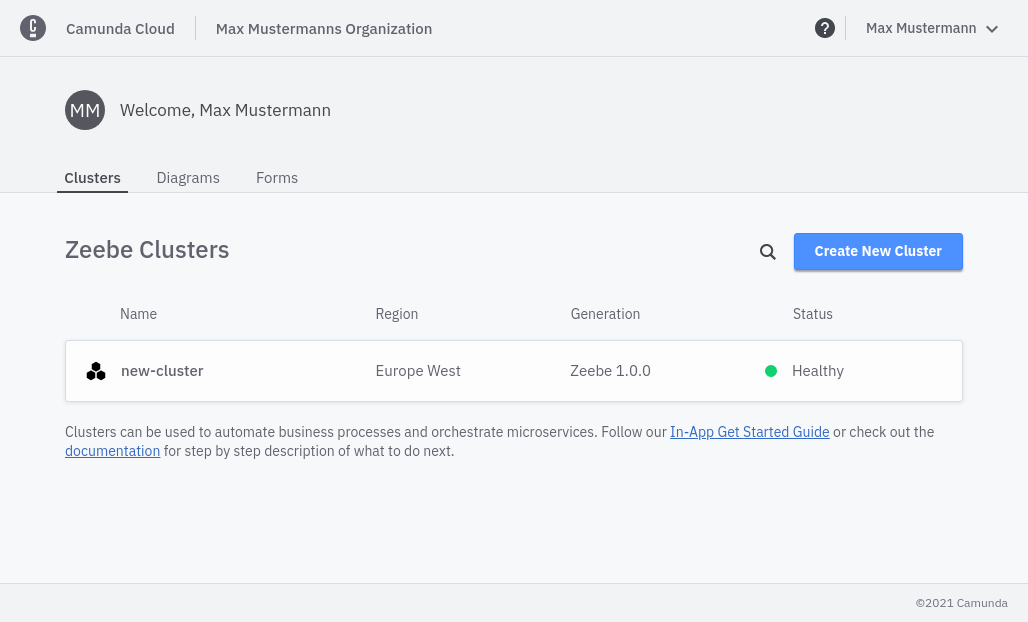 Camunda Cloud Max Mustermanns Organization ? Max Mustermann
MM Welcome, Max Mustermann
Clusters Diagrams Forms
Zeebe Clusters Create New Cluster
Name Region Generation Status
new-cluster Europe West Zeebe 1.0.0 Healthy
Clusters can be used to automate business processes and orchestrate microservices. Follow our In-App Get Started Guide or check out the
documentation for step by step description of what to do next.
©2021 Camunda